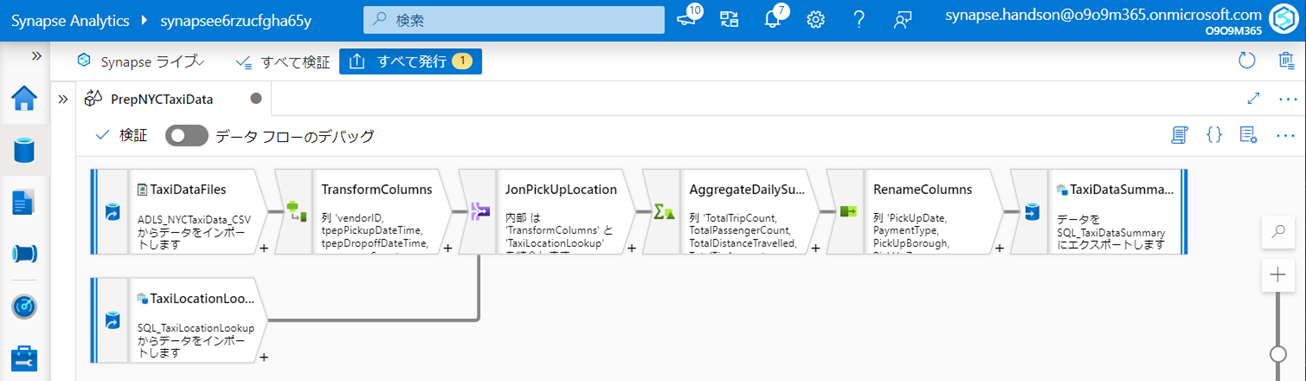 Synapse Analytics
synapsee6rzucfgha65y
検索
10
7
synapse.handson@o9o9m365.onmicrosoft.com
O9O9M365
Synapse ライブ
すべて検証
すべて発行
1
PrepNYCTaxiData
検証
データ フローのデバッグ
TaxiDataFiles
ADLS_NYCTaxiData_CSV
からデータをインポー
トします
TransformColumns
列 'vendorID,
tpepPickupDateTime,
tpepDropoffDateTime,
JonPickUpLocation
内部 は
'TransformColumns' と
'TaxiLocationLookup'
AggregateDailySu...
列 'TotalTripCount,
TotalPassengerCount,
TotalDistanceTravelled,
RenameColumns
列 'PickUpDate,
PaymentType,
PickUpBorough,
TaxiDataSumma...
データを
SQL_TaxiDataSummary
にエクスポートします
TaxiLocationLoo...
SQL_TaxiLocationLookup
からデータをインポー
トします